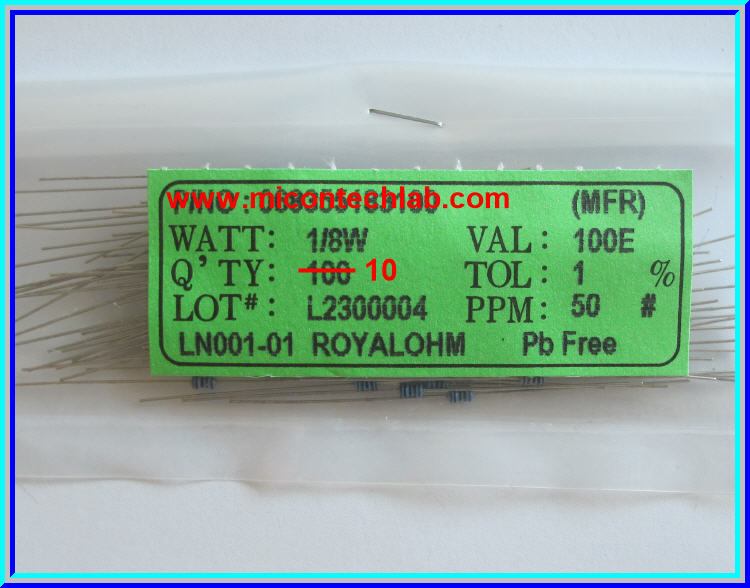 www.micontechlab.com
(MFR)
WATT: 1/8W VAL: 100E
Q'TY: 100 10 TOL: 1 %
LOT#: L2300004 PPM: 50 #
LN001-01 ROYALOHM Pb Free